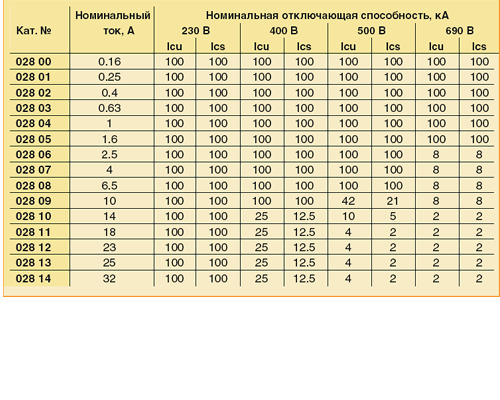 Номинальный Номинальная отключающая способность, кА
Кат. № ток, А 230 В 400 В 500 В 690 В
Icu Ics Icu Ics Icu Ics Icu Ics
028 00 0.16 100 100 100 100 100 100 100 100
028 01 0.25 100 100 100 100 100 100 100 100
028 02 0.4 100 100 100 100 100 100 100 100
028 03 0.63 100 100 100 100 100 100 100 100
028 04 1 100 100 100 100 100 100 100 100
028 05 1.6 100 100 100 100 100 100 100 100
028 06 2.5 100 100 100 100 100 100 8 8
028 07 4 100 100 100 100 100 100 8 8
028 08 6.5 100 100 100 100 100 100 8 8
028 09 10 100 100 100 100 42 21 8 8
028 10 14 100 100 25 12.5 10 5 2 2
028 11 18 100 100 25 12.5 4 2 2 2
028 12 23 100 100 25 12.5 4 2 2 2
028 13 25 100 100 25 12.5 4 2 2 2
028 14 32 100 100 25 12.5 4 2 2 2